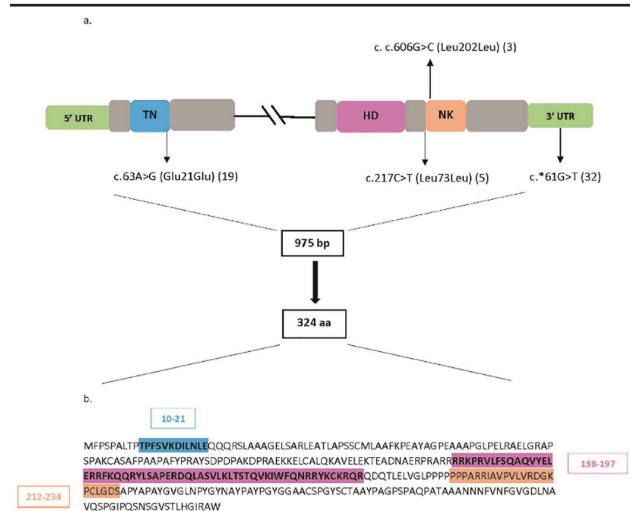 a.
c. c.606G>C (Leu202Leu) (3)
5' UTR TN HD NK 3' UTR
c.63A>G (Glu21Glu) (19) c.217C>T (Leu73Leu) (5) c.*61G>T (32)
975 bp
324 aa
b.
10-21
MFPSPALTPTPFSVKDILNLEQQQRSLAAAGELSARLEATLAPSSCMLAAFKPEAYAGPEAAAPGLPELRAELGRAP
SPAKCASAFPAAPAFYPRAYSDPDPAKDPRAEKKELCALQKAVELEKTEADNAERPRARRRRKPRVLFSQAQVYEL
ERRFKQQRYLSAPERDQLASVLKLTSTQVKIWFQNRRYKCKRQRQDQTLELVGLPPPPPPPARRIAVPVLVRDGK
138-197
212-234
PCLGDSAPYAPAYGVGLNPYGYNAYPAYPGYGGAACSPGYSCTAAYPAGPSPAQPATAAANNNFVNFGVGDLNA
VQSPGIPQSNSGVSTLHGIRAW